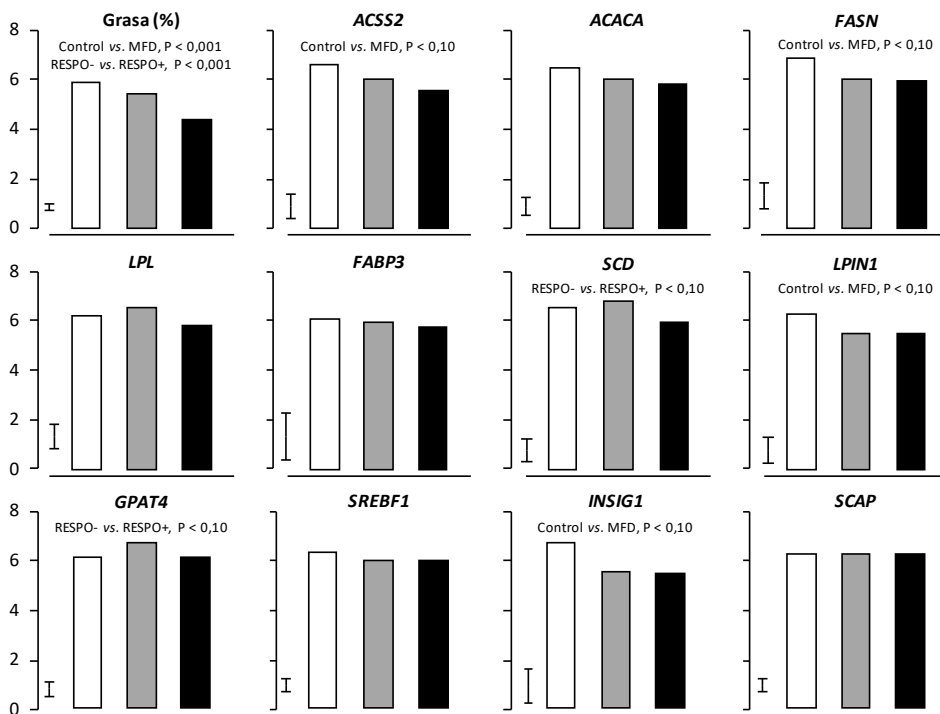 Grasa (%)
Control vs. MFD, P < 0,001
RESPO- vs. RESPO+, P < 0,001
ACSS2
Control vs. MFD, P < 0,10
ACACA
FASN
Control vs. MFD, P < 0,10
8
6
4
2
0
LPL
FABP3
SCD
RESPO- vs. RESPO+, P < 0,10
LPIN1
Control vs. MFD, P < 0,10
8
6
4
2
0
GPAT4
RESPO- vs. RESPO+, P < 0,10
SREBF1
INSIG1
Control vs. MFD, P < 0,10
SCAP
8
6
4
2
0